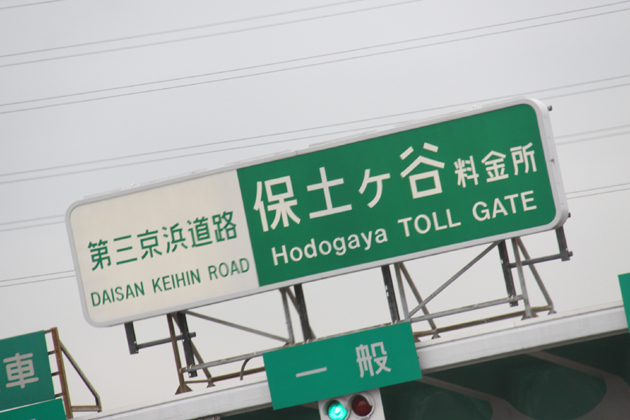 第三京浜道路
DAISAN KEIHIN ROAD
保土ヶ谷料金所
Hodogaya TOLL GATE
一般
車